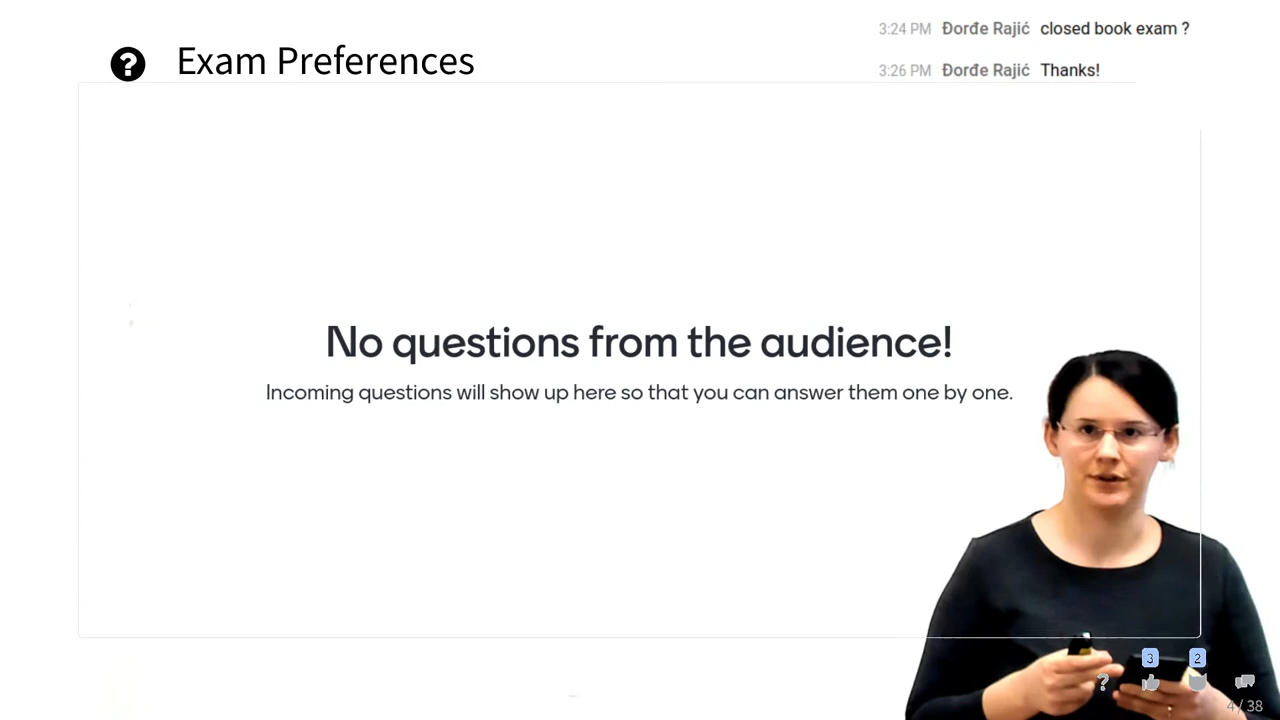 3:24 PM Đorđe Rajić closed book exam ?
? Exam Preferences
3:26 PM Đorđe Rajić Thanks!
No questions from the audience!
Incoming questions will show up here so that you can answer them one by one.
3 2
?
4 / 38